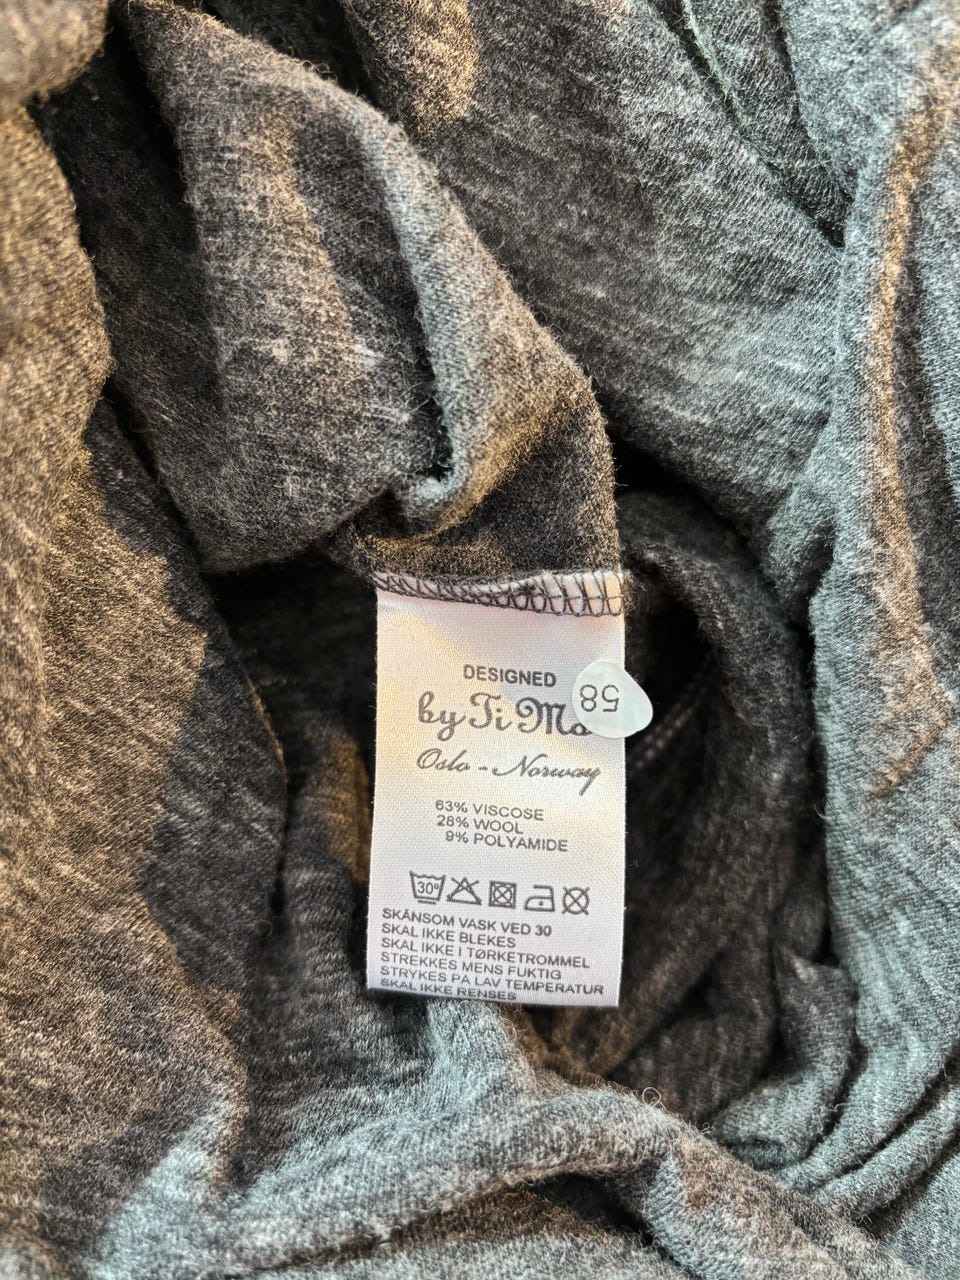 DESIGNED
by Ti Mo
58
Oslo - Norway
63% VISCOSE
28% WOOL
9% POLYAMIDE
30°
SKÅNSOM VASK VED 30
SKAL IKKE BLEKES
SKAL IKKE I TØRKETROMMEL
STREKKES MENS FUKTIG
STRYKES PÅ LAV TEMPERATUR
SKAL IKKE RENSES